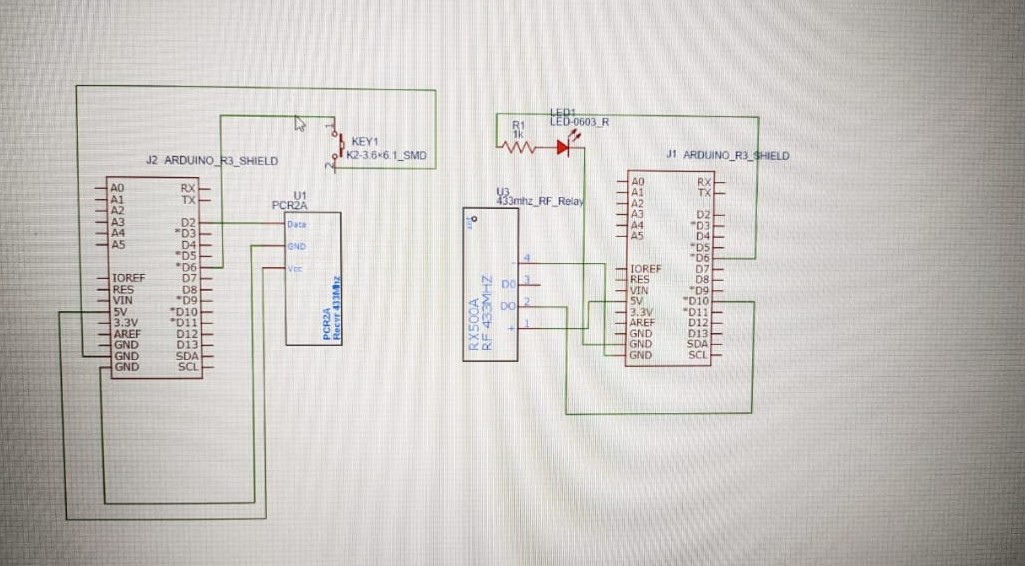 LED1
LED-0603_R
R1
1k
1
KEY1
K2-3.6×6.1_SMD
2
J2 ARDUINO_R3_SHIELD
A0
A1
A2
A3
A4
A5
IOREF
RES
VIN
5V
3.3V
AREF
GND
GND
GND
RX
TX
D2
*D3
D4
*D5
*D6
D7
D8
*D9
*D10
*D11
D12
D13
SDA
SCL
U1
PCR2A
Data
GND
Vcc
PCR2A
Recvr 433Mhz
U3
433mhz_RF_Relay
4
D0 3
DO 2
+ 1
RX500A
RF 433MHZ
J1 ARDUINO_R3_SHIELD
A0
A1
A2
A3
A4
A5
IOREF
RES
VIN
5V
3.3V
AREF
GND
GND
GND
RX
TX
D2
*D3
D4
*D5
*D6
D7
D8
*D9
*D10
*D11
D12
D13
SDA
SCL